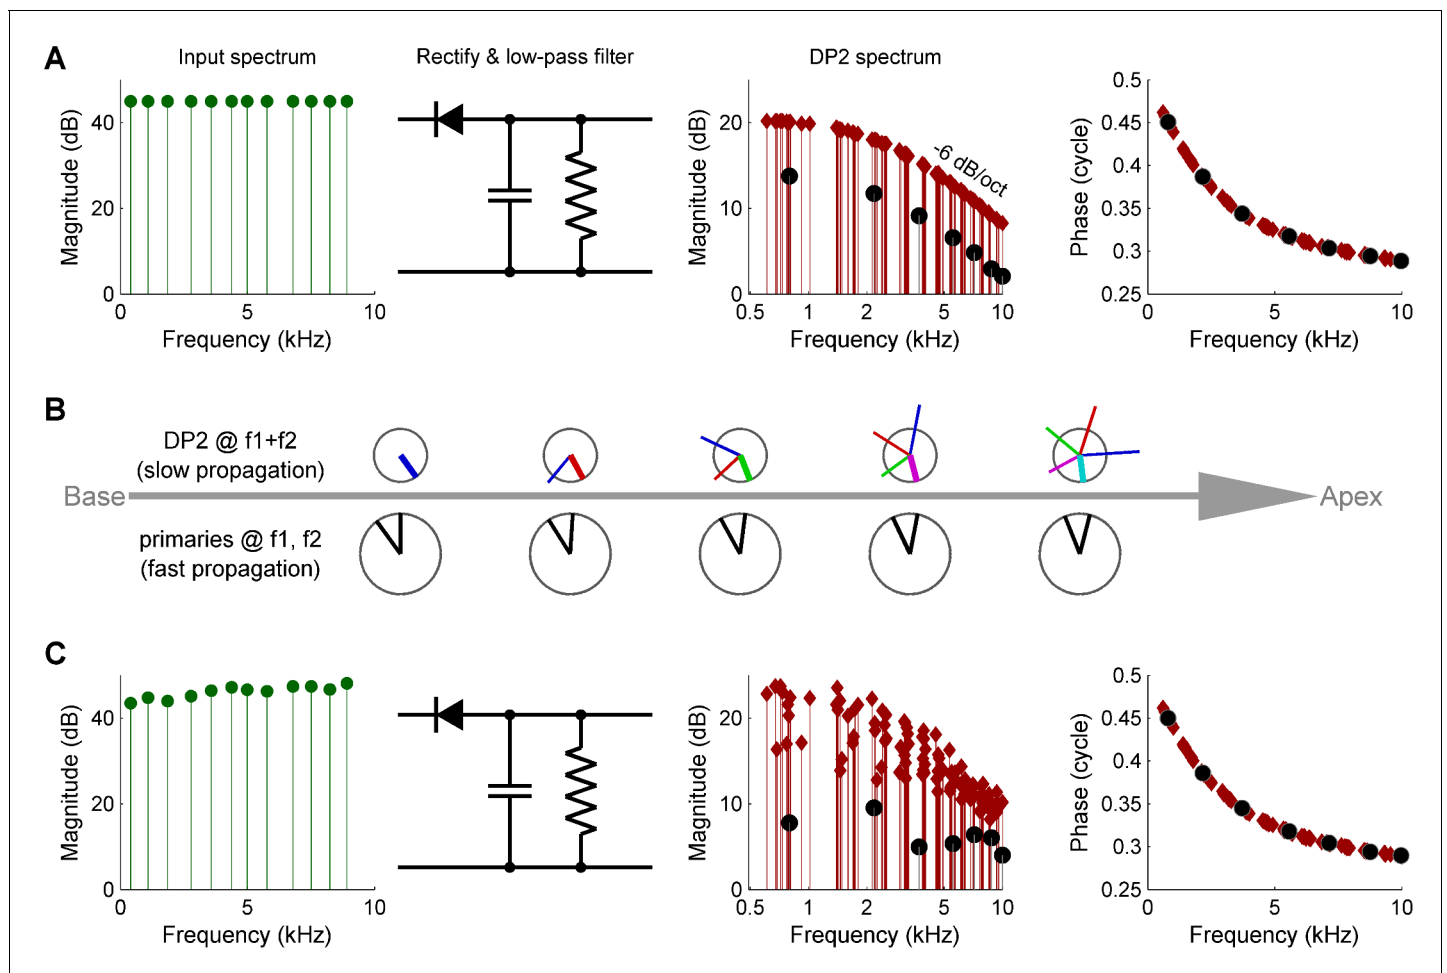 A
Input spectrum
Rectify & low-pass filter
DP2 spectrum
Magnitude (dB)
40
20
0
0
5
10
Frequency (kHz)
Magnitude (dB)
20
10
0
-6 dB/oct
0.5
1
2
5
10
Frequency (kHz)
Phase (cycle)
0.5
0.45
0.4
0.35
0.3
0.25
0
5
10
Frequency (kHz)
B
DP2 @ f1+f2
(slow propagation)
Base
Apex
primaries @ f1, f2
(fast propagation)
C
Magnitude (dB)
40
20
0
0
5
10
Frequency (kHz)
Magnitude (dB)
20
10
0
0.5
1
2
5
10
Frequency (kHz)
Phase (cycle)
0.5
0.45
0.4
0.35
0.3
0.25
0
5
10
Frequency (kHz)